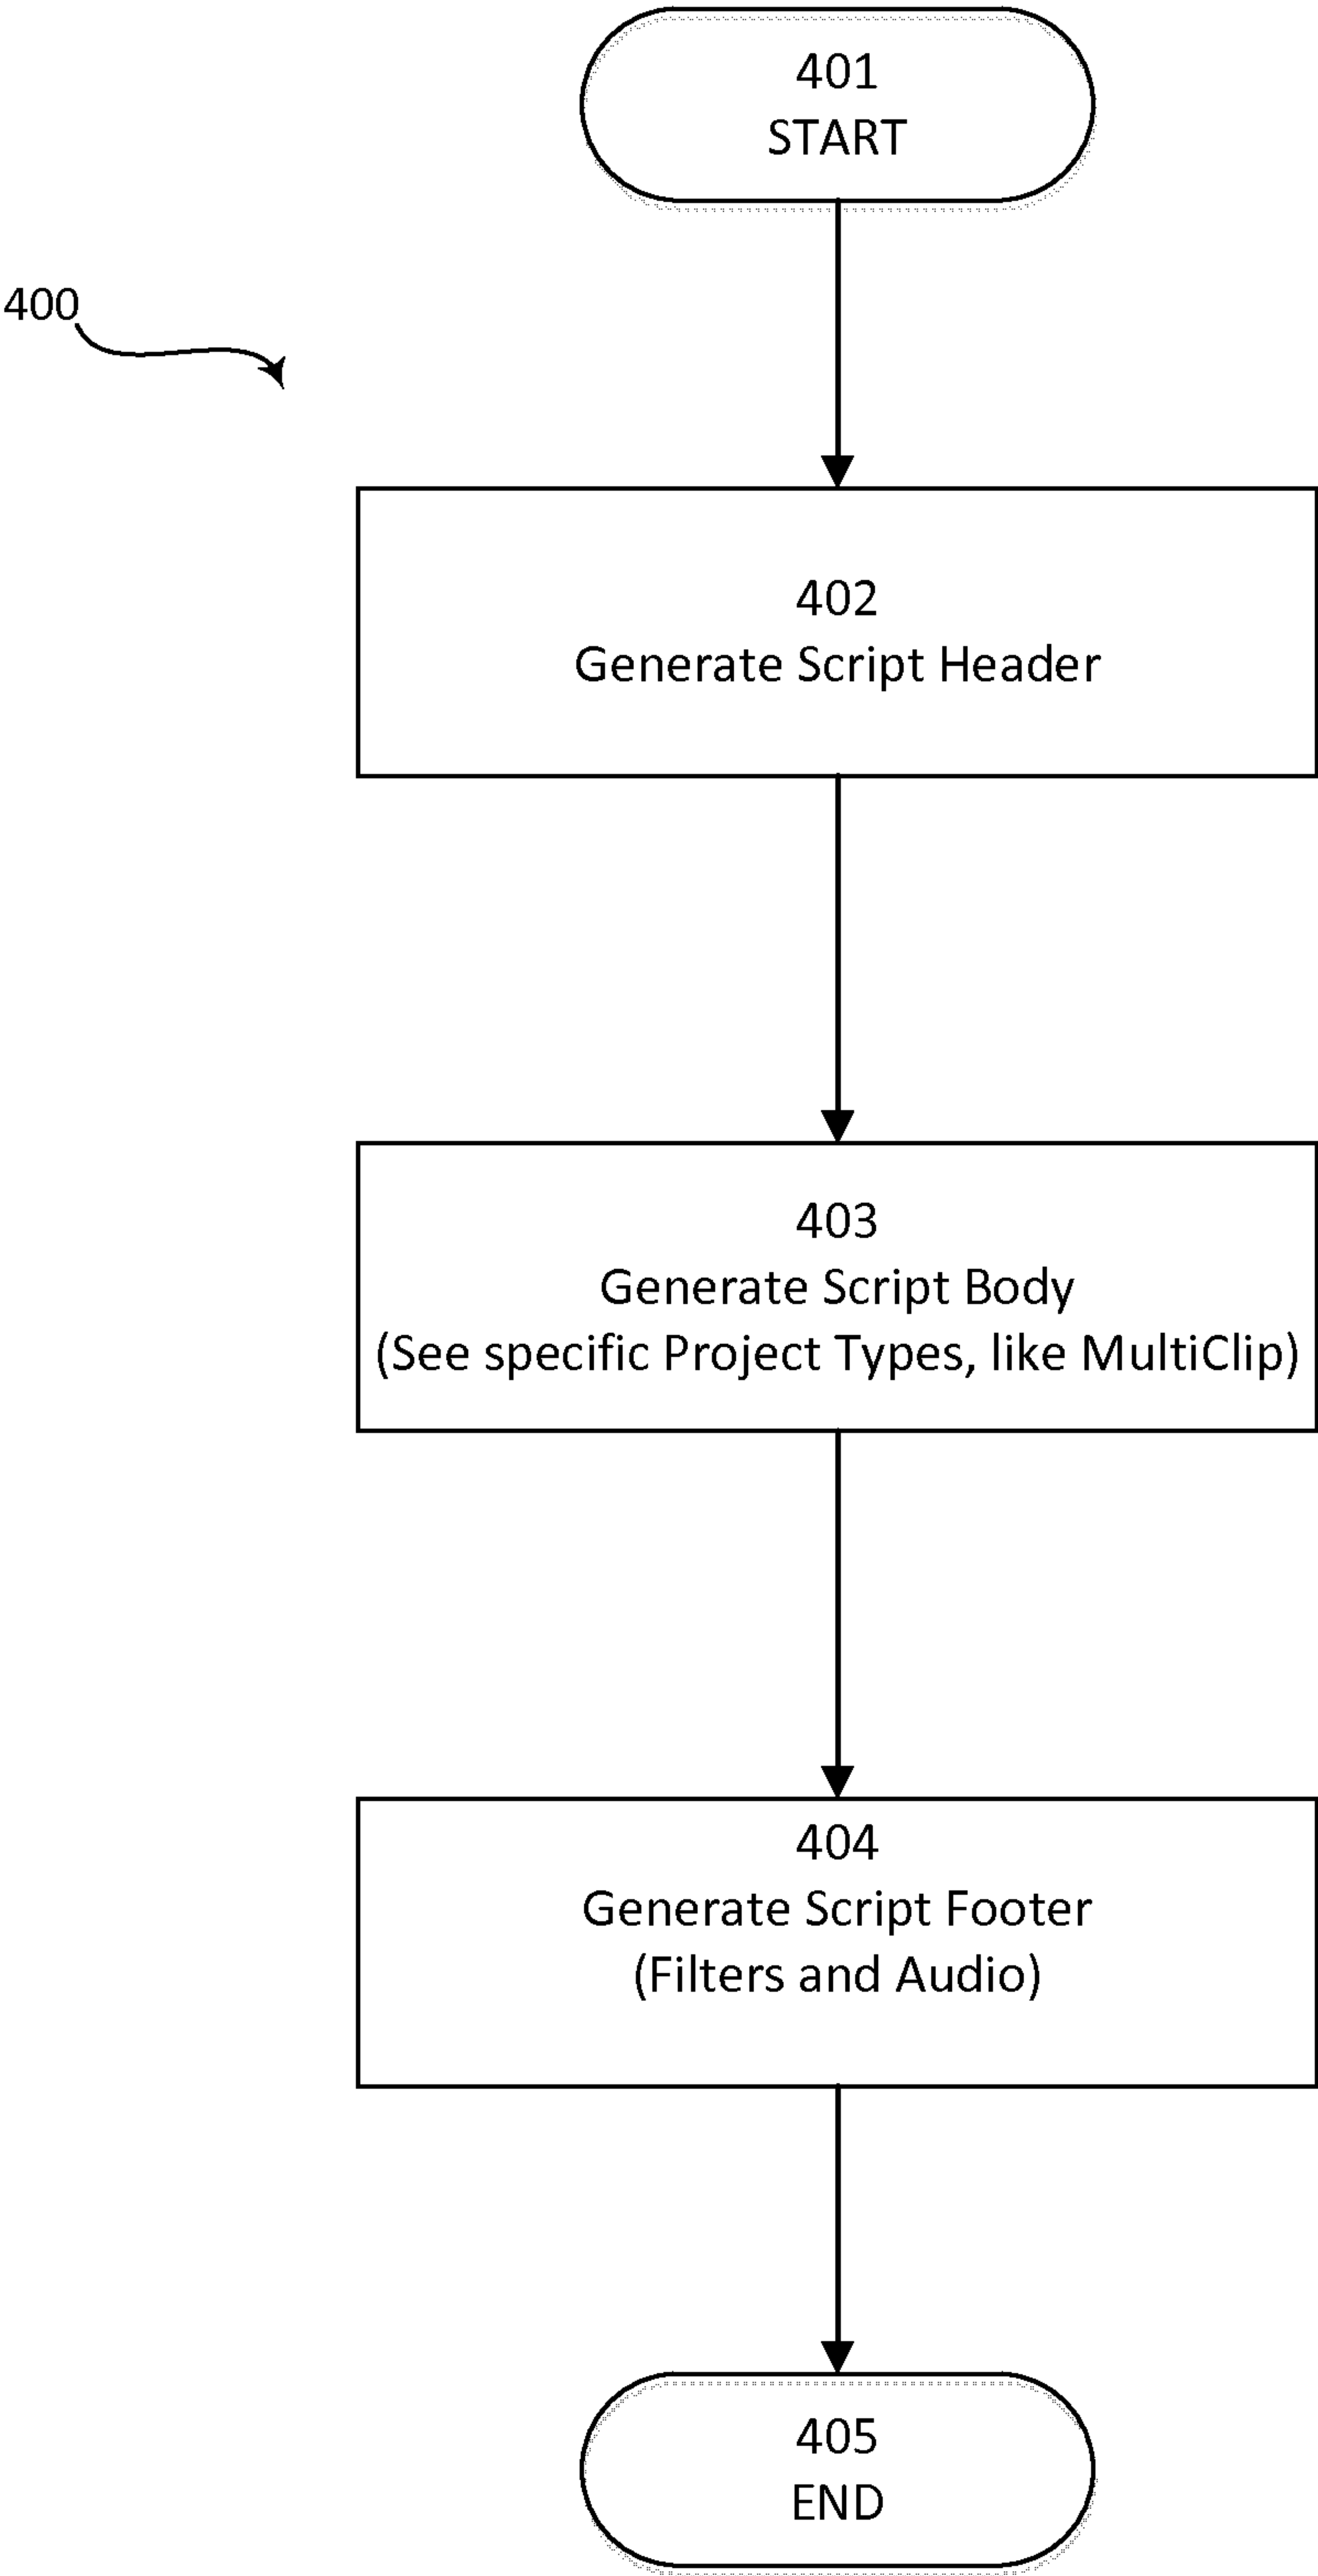 401
START
400
402
Generate Script Header
403
Generate Script Body
(See specific Project Types, like MultiClip)
404
Generate Script Footer
(Filters and Audio)
405
END